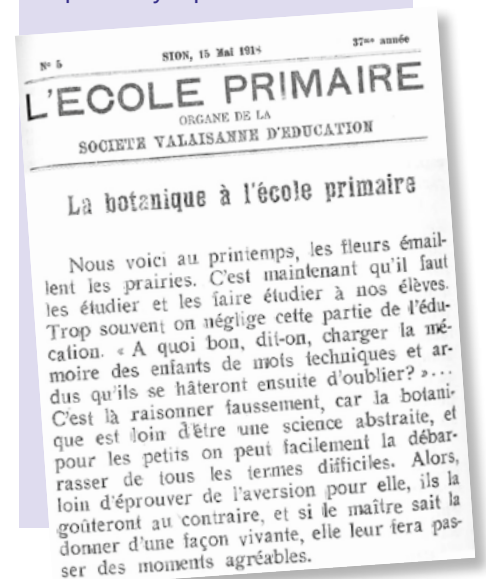 N° 5 SION, 15 Mai 1914 37me année
L'ECOLE PRIMAIRE
ORGANE DE LA
SOCIETE VALAISANNE D'EDUCATION
La botanique à l'école primaire
Nous voici au printemps, les fleurs émail-
lent les prairies. C'est maintenant qu'il faut
les étudier et les faire étudier à nos élèves.
Trop souvent on néglige cette partie de l'édu-
cation. « A quoi bon, dit-on, charger la mé-
moire des enfants de mots techniques et ar-
dus qu'ils se hâteront ensuite d'oublier? »...
C'est là raisonner faussement, car la botani-
que est loin d'être une science abstraite, et
pour les petits on peut facilement la débar-
rasser de tous les termes difficiles. Alors,
loin d'éprouver de l'aversion pour elle, ils la
goûteront au contraire, et si le maître sait la
donner d'une façon vivante, elle leur fera pas-
ser des moments agréables.